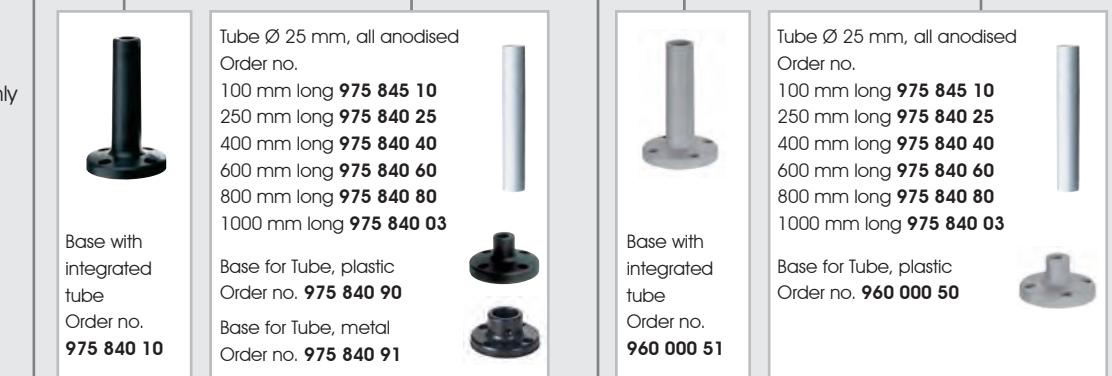 Base with
integrated
tube
Order no.
975 840 10
Tube Ø 25 mm, all anodised
Order no.
100 mm long 975 845 10
250 mm long 975 840 25
400 mm long 975 840 40
600 mm long 975 840 60
800 mm long 975 840 80
1000 mm long 975 840 03
Base for Tube, plastic
Order no. 975 840 90
Base for Tube, metal
Order no. 975 840 91
Base with
integrated
tube
Order no.
960 000 51
Tube Ø 25 mm, all anodised
Order no.
100 mm long 975 845 10
250 mm long 975 840 25
400 mm long 975 840 40
600 mm long 975 840 60
800 mm long 975 840 80
1000 mm long 975 840 03
Base for Tube, plastic
Order no. 960 000 50